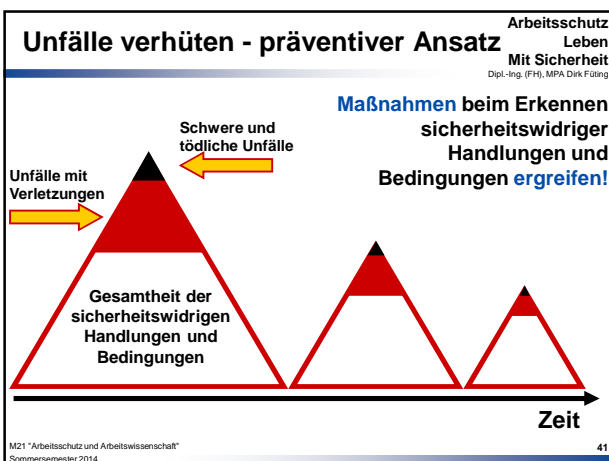 Unfälle verhüten - präventiver Ansatz
Arbeitsschutz
Leben
Mit Sicherheit
Dipl.-Ing. (FH), MPA Dirk Füting
Maßnahmen beim Erkennen
sicherheitswidriger
Handlungen und
Bedingungen ergreifen!
Schwere und
tödliche Unfälle
Unfälle mit
Verletzungen
Gesamtheit der
sicherheitswidrigen
Handlungen und
Bedingungen
Zeit
M21 "Arbeitsschutz und Arbeitswissenschaft"
Sommersemester 2014
41